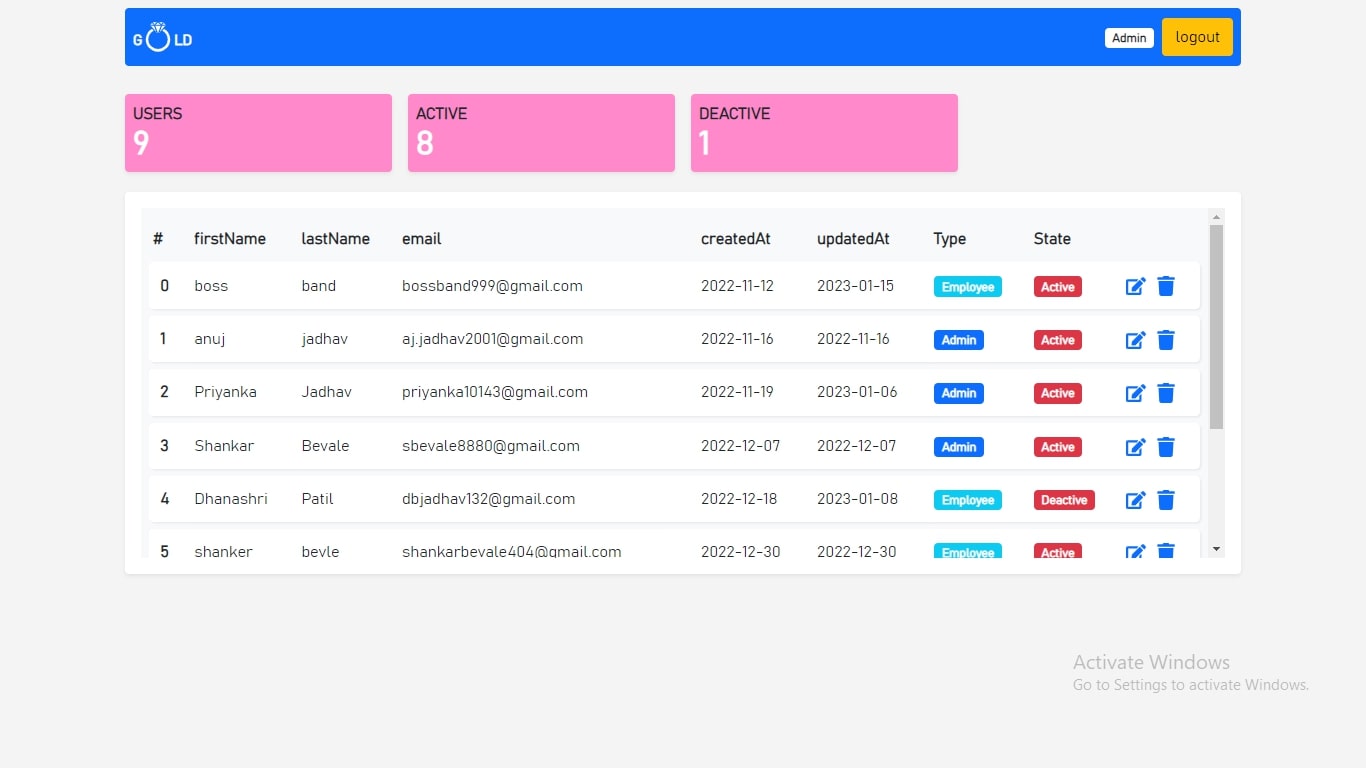 G LD Admin logout
USERS ACTIVE DEACTIVE
9 8 1
# firstName lastName email createdAt updatedAt Type State
0 boss band bossband999@gmail.com 2022-11-12 2023-01-15 Employee Active
1 anuj jadhav aj.jadhav2001@gmail.com 2022-11-16 2022-11-16 Admin Active
2 Priyanka Jadhav priyanka10143@gmail.com 2022-11-19 2023-01-06 Admin Active
3 Shankar Bevale sbevale8880@gmail.com 2022-12-07 2022-12-07 Admin Active
4 Dhanashri Patil dbjadhav132@gmail.com 2022-12-18 2023-01-08 Employee Deactive
5 shanker bevle shankarbevale404@gmail.com 2022-12-30 2022-12-30 Employee Active
Activate Windows
Go to Settings to activate Windows.